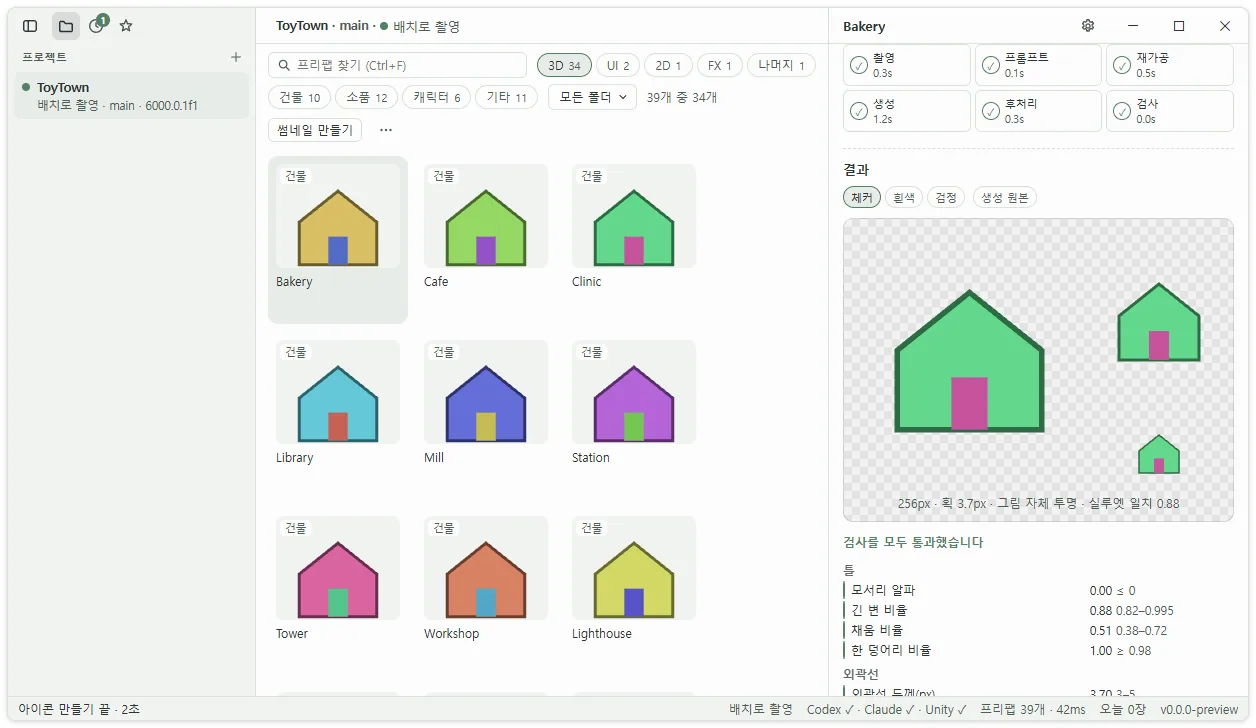 1
프로젝트
ToyTown
배치로 촬영 · main · 6000.0.1f1
ToyTown · main · 배치로 촬영
프리팹 찾기 (Ctrl+F)
3D 34
UI 2
2D 1
FX 1
나머지 1
건물 10
소품 12
캐릭터 6
기타 11
모든 폴더
39개 중 34개
썸네일 만들기
건물
Bakery
건물
Cafe
건물
Clinic
건물
Library
건물
Mill
건물
Station
건물
Tower
건물
Workshop
건물
Lighthouse
Bakery
촬영
0.3s
프롬프트
0.1s
재가공
0.5s
생성
1.2s
후처리
0.3s
검사
0.0s
결과
체커
흰색
검정
생성 원본
256px · 획 3.7px · 그림 자체 투명 · 실루엣 일치 0.88
검사를 모두 통과했습니다
틀
모서리 알파 0.00 ≤ 0
긴 변 비율 0.88 0.82–0.995
채움 비율 0.51 0.38–0.72
한 덩어리 비율 1.00 ≥ 0.98
외곽선
외곽선 두께(px) 3.70 3–5
아이콘 만들기 끝 · 2초
배치로 촬영
Codex ✓ · Claude ✓ · Unity ✓
프리팹 39개 · 42ms
오늘 0장
v0.0.0-preview